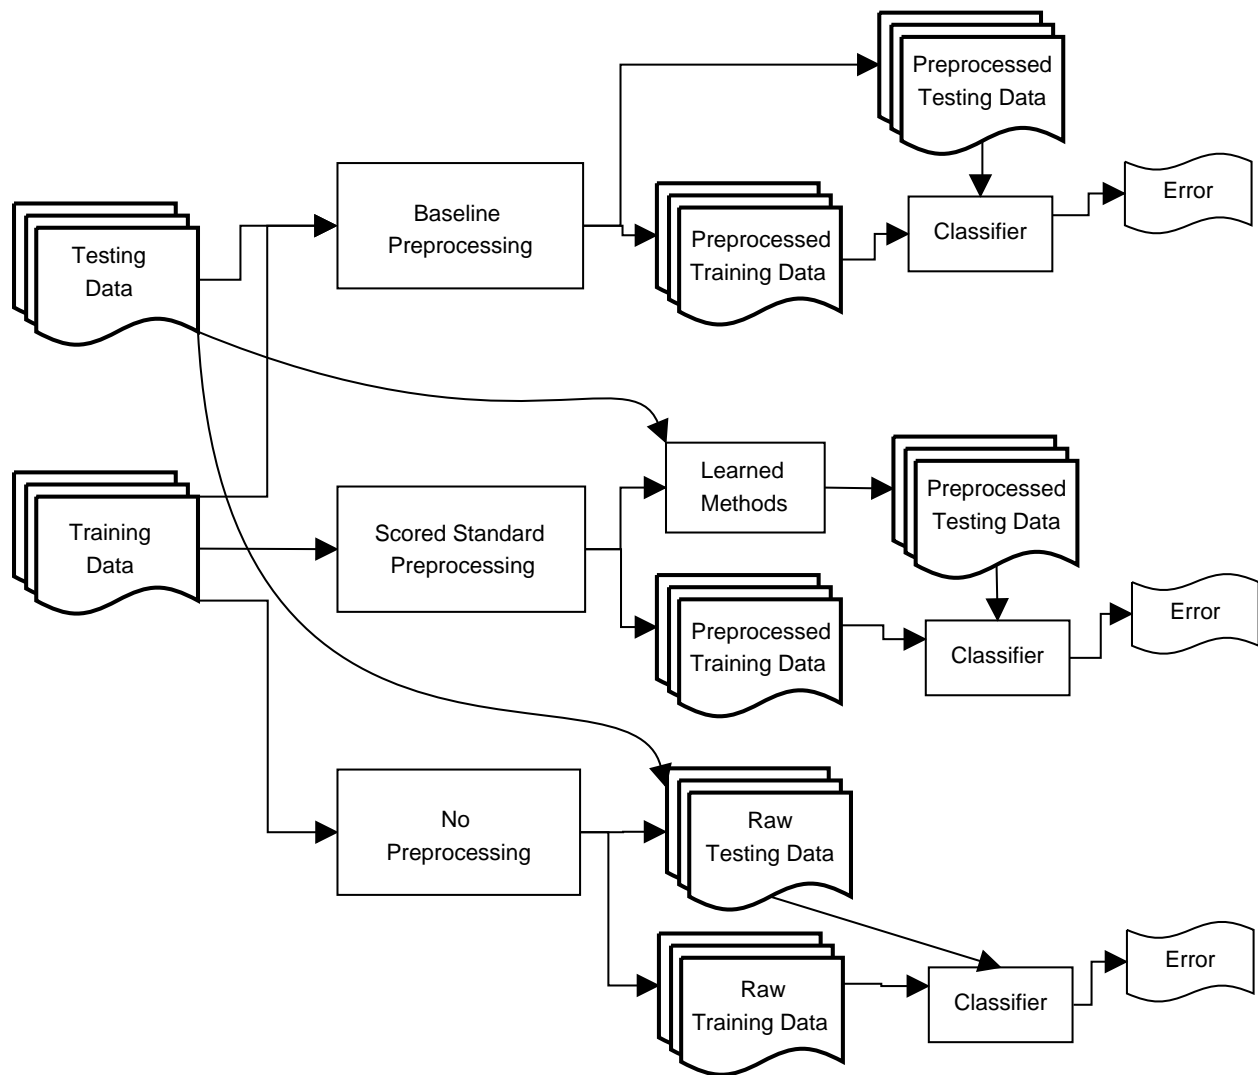 Preprocessed
Testing Data
Error
Baseline
Preprocessing
Classifier
Testing
Data
Preprocessed
Training Data
Learned
Methods
Preprocessed
Testing Data
Training
Data
Scored Standard
Preprocessing
Error
Preprocessed
Training Data
Classifier
No
Preprocessing
Raw
Testing Data
Error
Raw
Training Data
Classifier